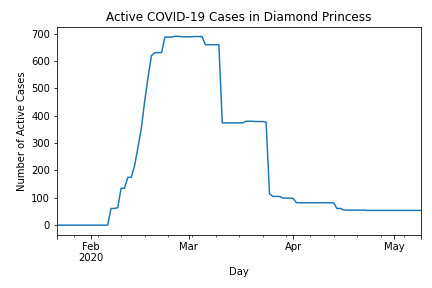 Active COVID-19 Cases in Diamond Princess
Number of Active Cases
700
600
500
400
300
200
100
0
Feb
2020
Mar
Apr
May
Day